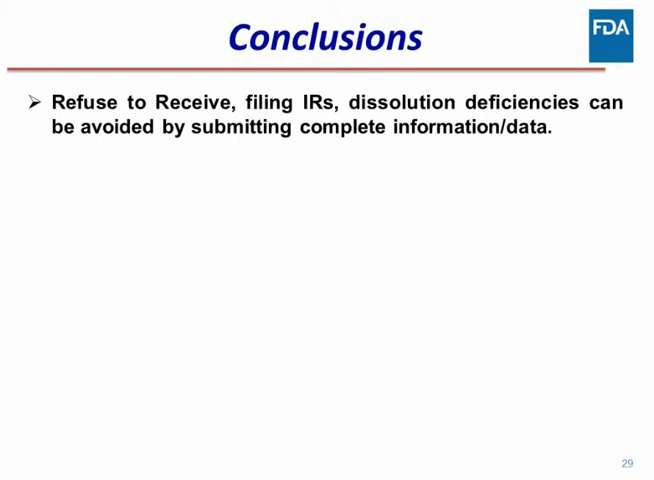 Conclusions
FDA
➢ Refuse to Receive, filing IRs, dissolution deficiencies can
be avoided by submitting complete information/data.
29